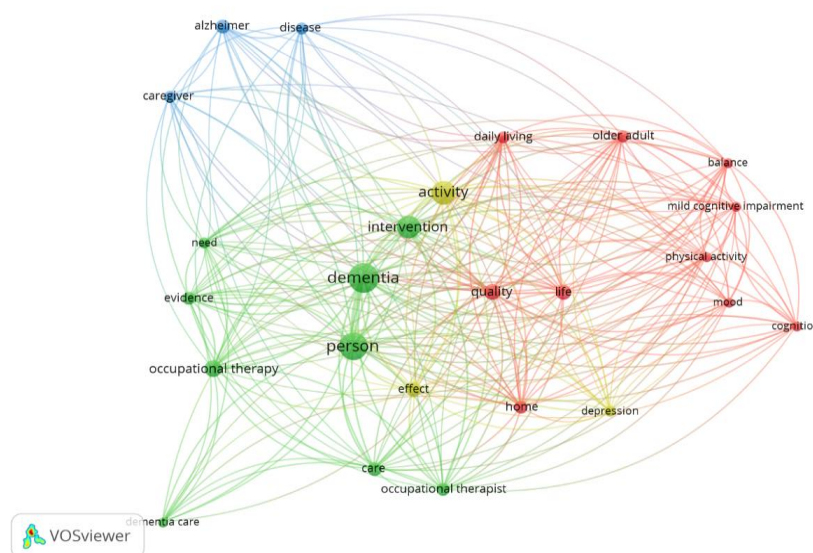 alzheimer
disease
caregiver
daily living
older adult
balance
activity
mild cognitive impairment
intervention
need
physical activity
dementia
evidence
quality
life
mood
cognitio
person
occupational therapy
effect
home
depression
care
occupational therapist
dementia care
VOSviewer